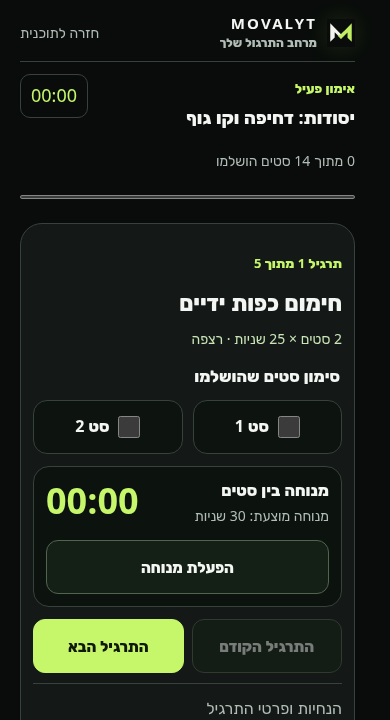 MOVALYT
מרחב התרגול שלך
חזרה לתוכנית
אימון פעיל
יסודות: דחיפה וקו גוף
00:00
0 מתוך 14 סטים הושלמו
תרגיל 1 מתוך 5
חימום כפות ידיים
2 סטים × 25 שניות · רצפה
סימון סטים שהושלמו
סט 1
סט 2
מנוחה בין סטים
מנוחה מוצעת: 30 שניות
00:00
הפעלת מנוחה
התרגיל הקודם
התרגיל הבא
הנחיות ופרטי התרגיל